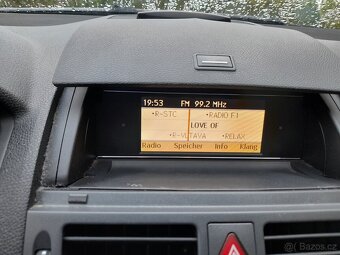 19:53 FM 99.2 MHz
•R-STC •RADIO F1
LOVE OF
•R-VLTAVA •RELAX
Radio Speicher Info Klang
Bazos.cz